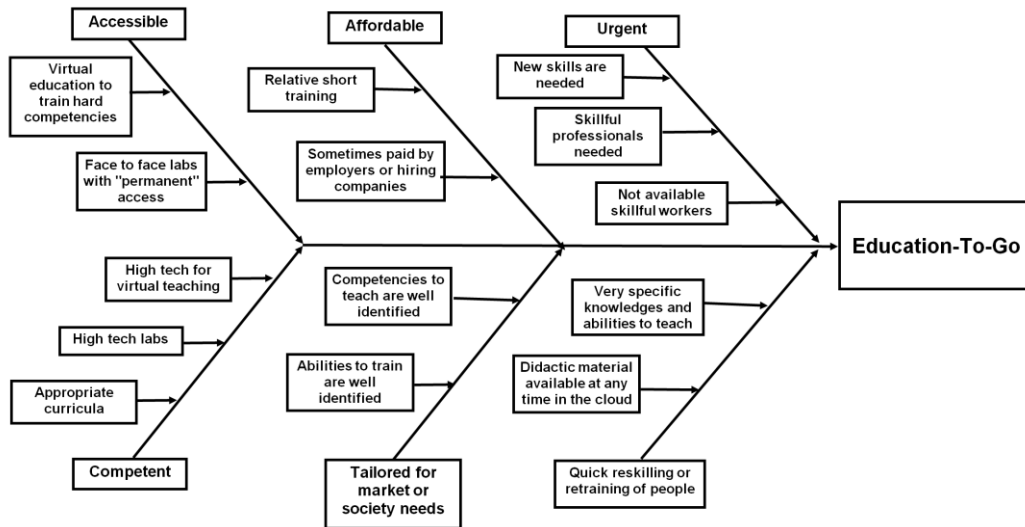 Accessible
Affordable
Urgent
Virtual
education to
train hard
competencies
Relative short
training
New skills are
needed
Skillful
professionals
needed
Face to face labs
with "permanent"
access
Sometimes paid by
employers or hiring
companies
Not available
skillful workers
Education-To-Go
High tech for
virtual teaching
Competencies to
teach are well
identified
Very specific
knowledges and
abilities to teach
High tech labs
Abilities to train
are well
identified
Didactic material
available at any
time in the cloud
Appropriate
curricula
Competent
Tailored for
market or
society needs
Quick reskilling or
retraining of people